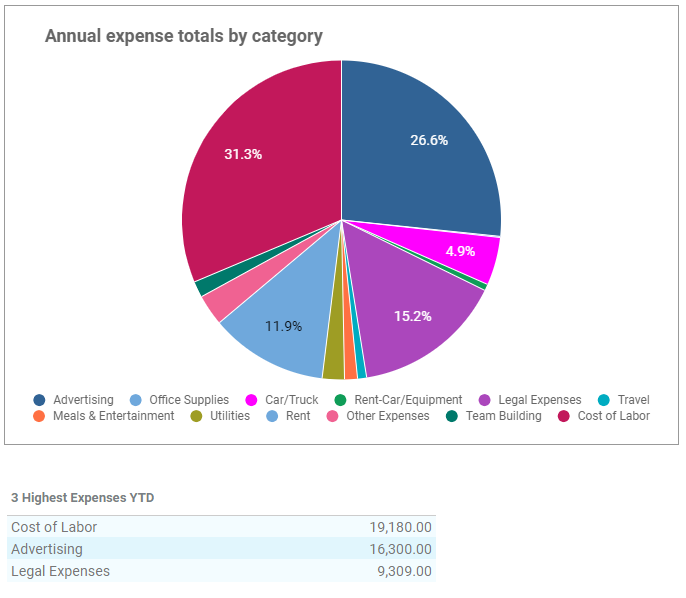 Annual expense totals by category
26.6%
31.3%
4.9%
15.2%
11.9%
Advertising Office Supplies Car/Truck Rent-Car/Equipment Legal Expenses Travel
Meals & Entertainment Utilities Rent Other Expenses Team Building Cost of Labor
3 Highest Expenses YTD
Cost of Labor 19,180.00
Advertising 16,300.00
Legal Expenses 9,309.00